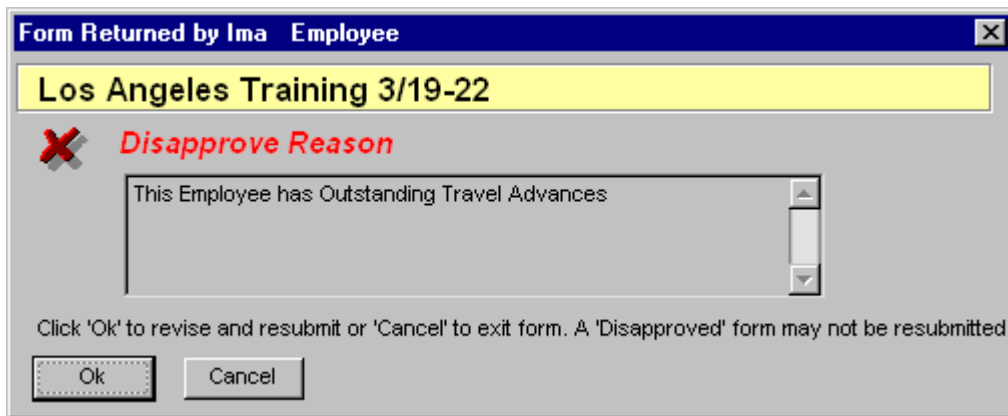 Form Returned by Ima Employee
Los Angeles Training 3/19-22
Disapprove Reason
This Employee has Outstanding Travel Advances
Click 'Ok' to revise and resubmit or 'Cancel' to exit form. A 'Disapproved' form may not be resubmitted
Ok
Cancel